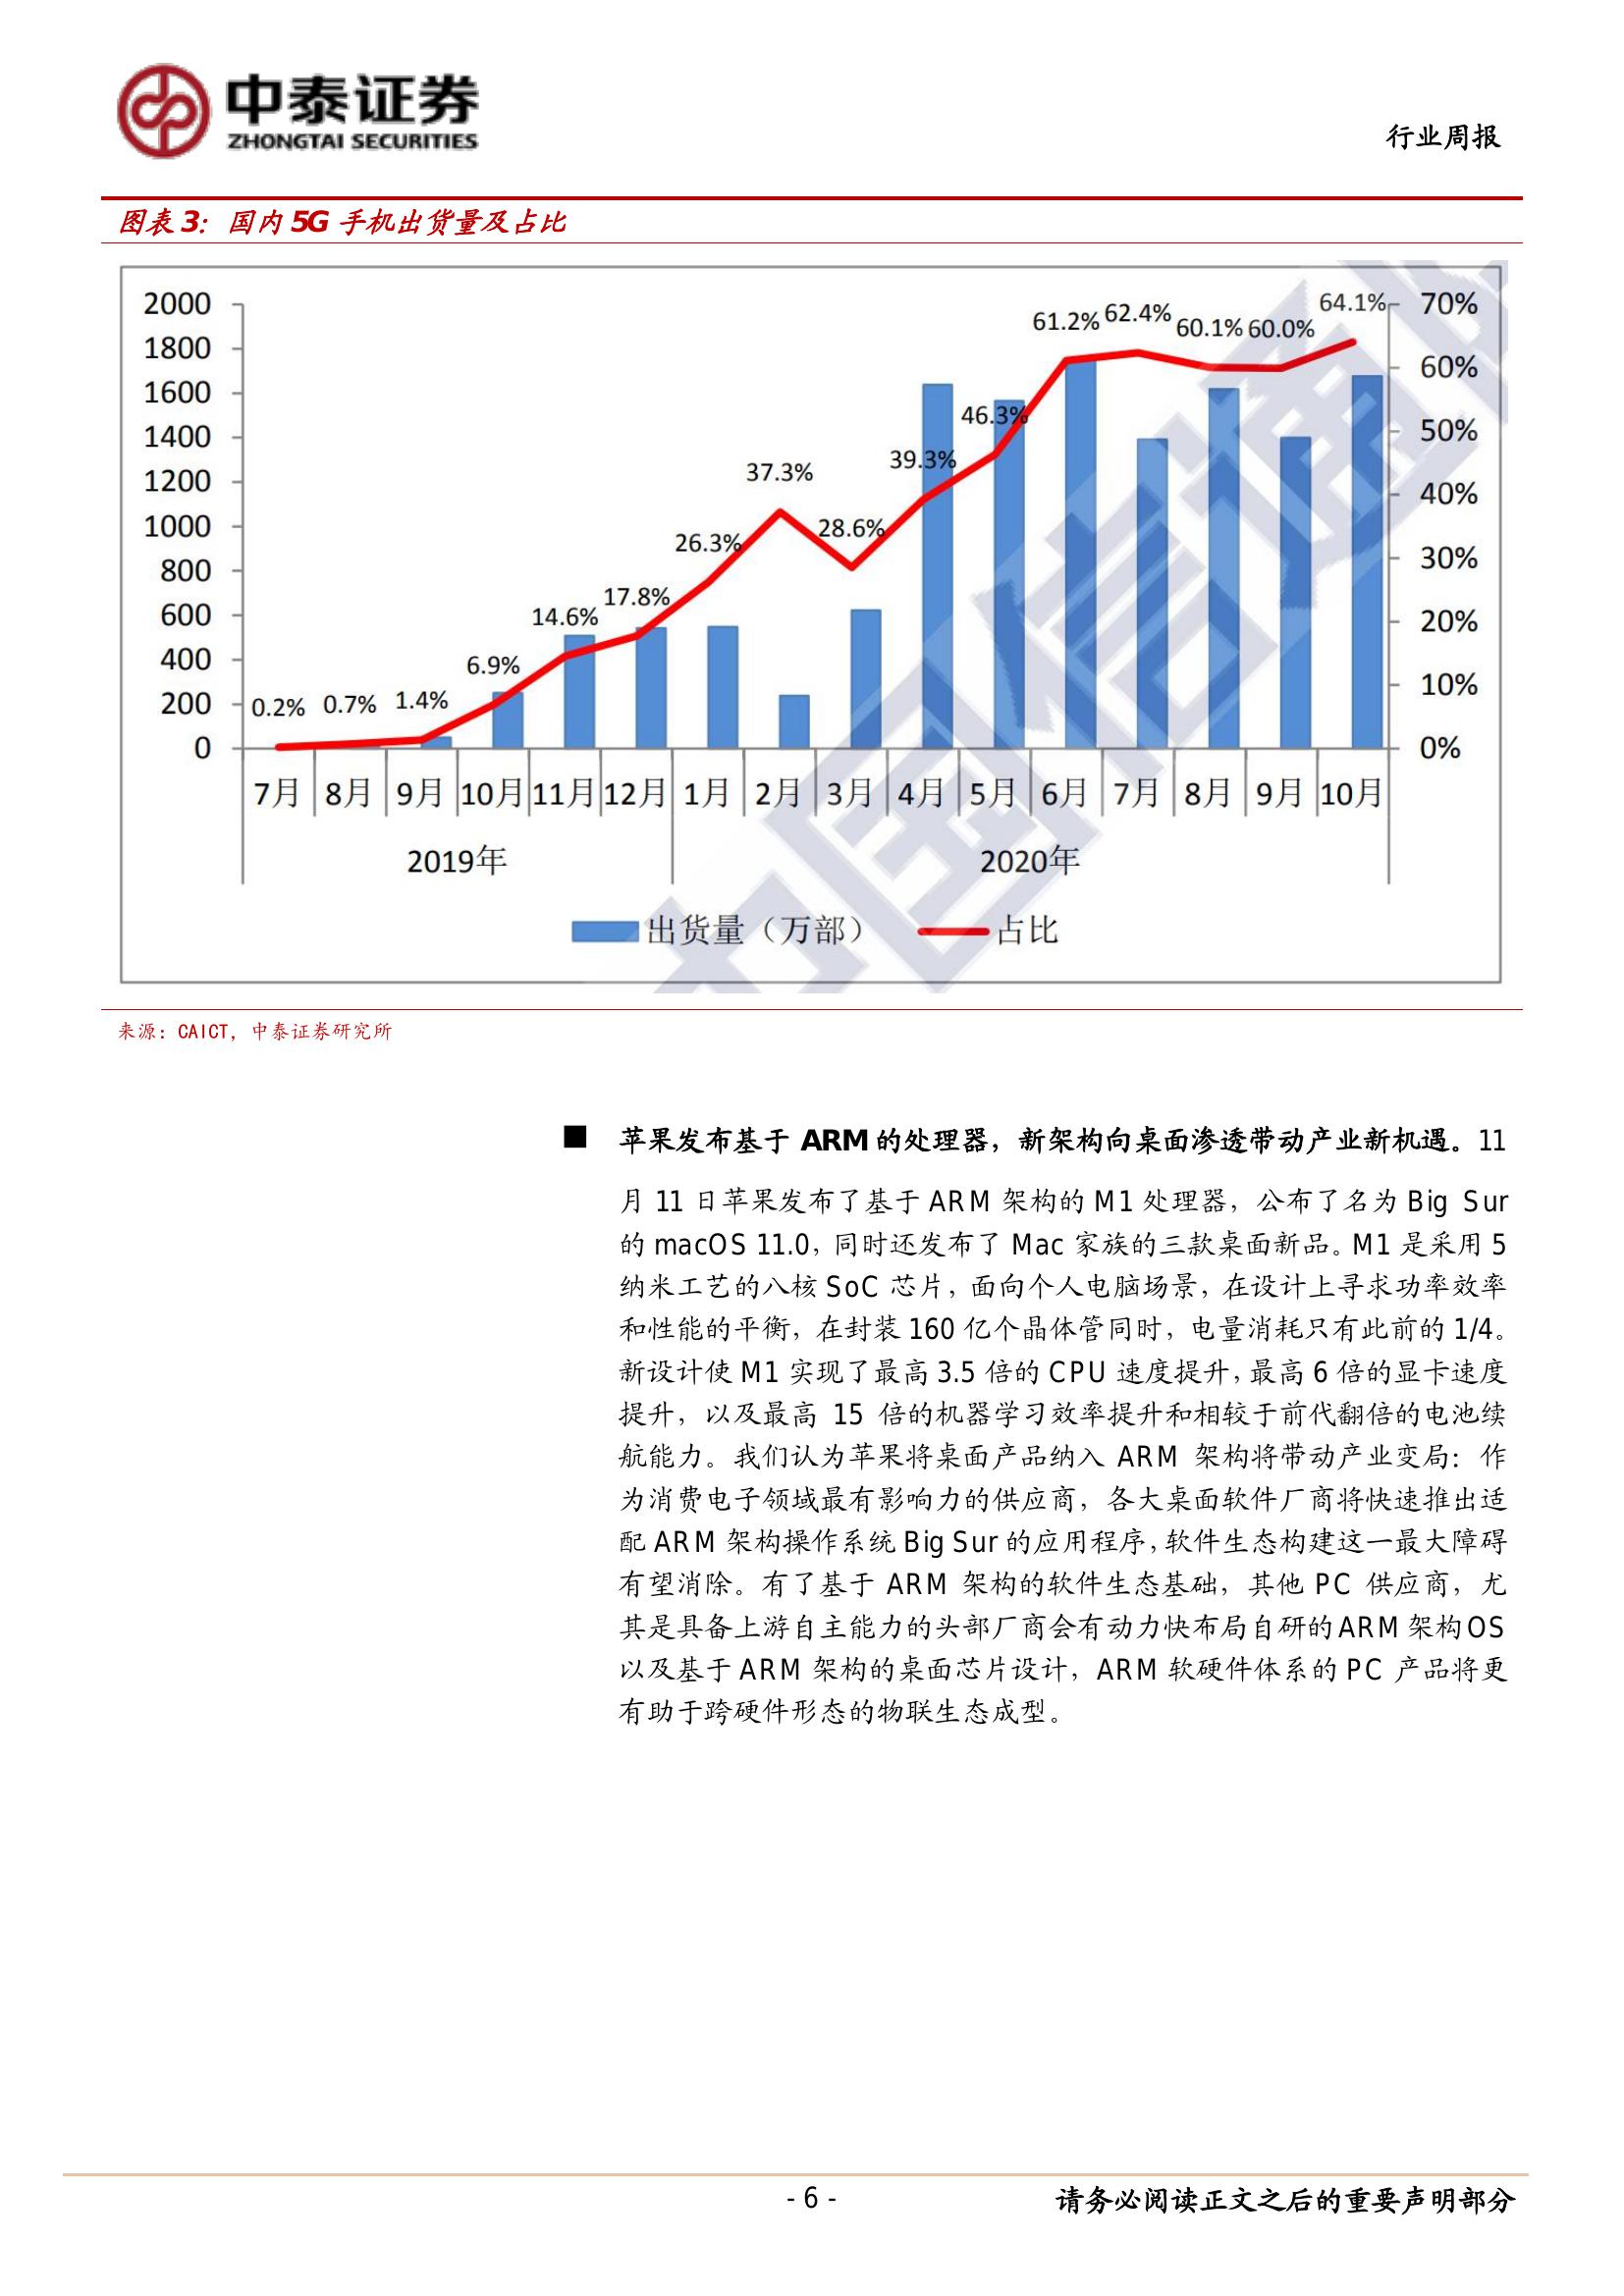 中泰证券
ZHONGTAI SECURITIES
行业周报
图表 3：国内 5G 手机出货量及占比
2000
1800
1600
1400
1200
1000
800
600
400
200
0
70%
60%
50%
40%
30%
20%
10%
0%
0.2% 0.7% 1.4% 6.9% 14.6% 17.8% 26.3% 37.3% 28.6% 39.3% 46.3% 61.2% 62.4% 60.1% 60.0% 64.1%
7月 8月 9月 10月 11月 12月 1月 2月 3月 4月 5月 6月 7月 8月 9月 10月
2019年 2020年
出货量（万部） 占比
中国信通
来源：CAICT，中泰证券研究所
■ 苹果发布基于 ARM 的处理器，新架构向桌面渗透带动产业新机遇。11
月 11 日苹果发布了基于 ARM 架构的 M1 处理器，公布了名为 Big Sur
的 macOS 11.0，同时还发布了 Mac 家族的三款桌面新品。M1 是采用 5
纳米工艺的八核 SoC 芯片，面向个人电脑场景，在设计上寻求功率效率
和性能的平衡，在封装 160 亿个晶体管同时，电量消耗只有此前的 1/4。
新设计使 M1 实现了最高 3.5 倍的 CPU 速度提升，最高 6 倍的显卡速度
提升，以及最高 15 倍的机器学习效率提升和相较于前代翻倍的电池续
航能力。我们认为苹果将桌面产品纳入 ARM 架构将带动产业变局：作
为消费电子领域最有影响力的供应商，各大桌面软件厂商将快速推出适
配 ARM 架构操作系统 Big Sur 的应用程序，软件生态构建这一最大障碍
有望消除。有了基于 ARM 架构的软件生态基础，其他 PC 供应商，尤
其是具备上游自主能力的头部厂商会有动力快布局自研的 ARM 架构 OS
以及基于 ARM 架构的桌面芯片设计，ARM 软硬件体系的 PC 产品将更
有助于跨硬件形态的物联生态成型。
- 6 -
请务必阅读正文之后的重要声明部分